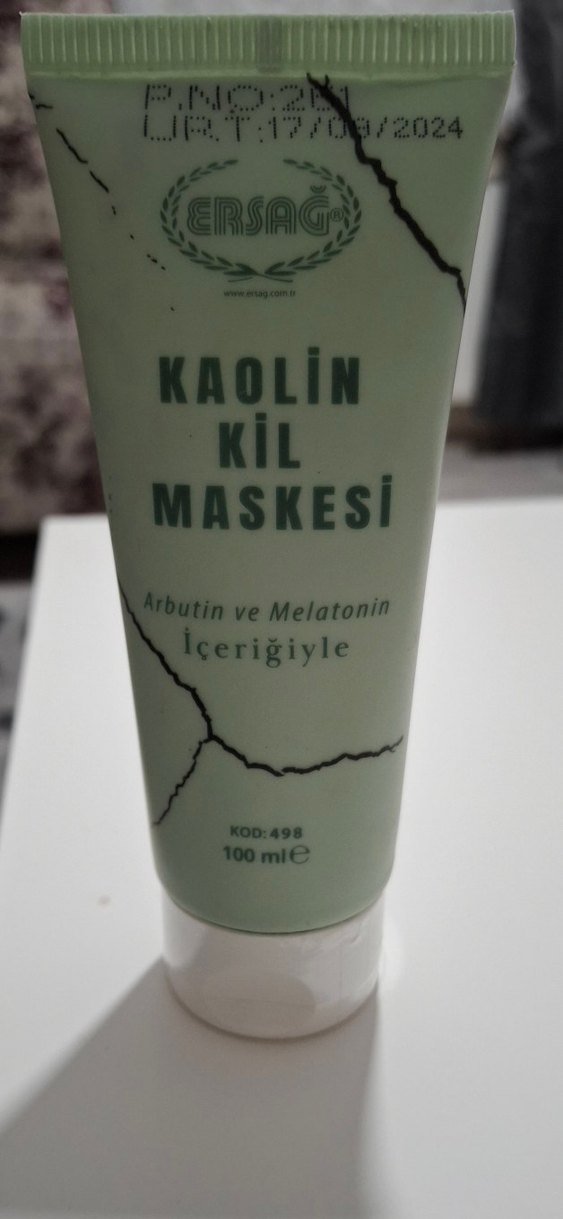 P.NO:261
URT:17/09/2024
ERSAĞ®
www.ersag.com.tr
KAOLİN
KİL
MASKESİ
Arbutin ve Melatonin
İçeriğiyle
KOD: 498
100 ml ℮